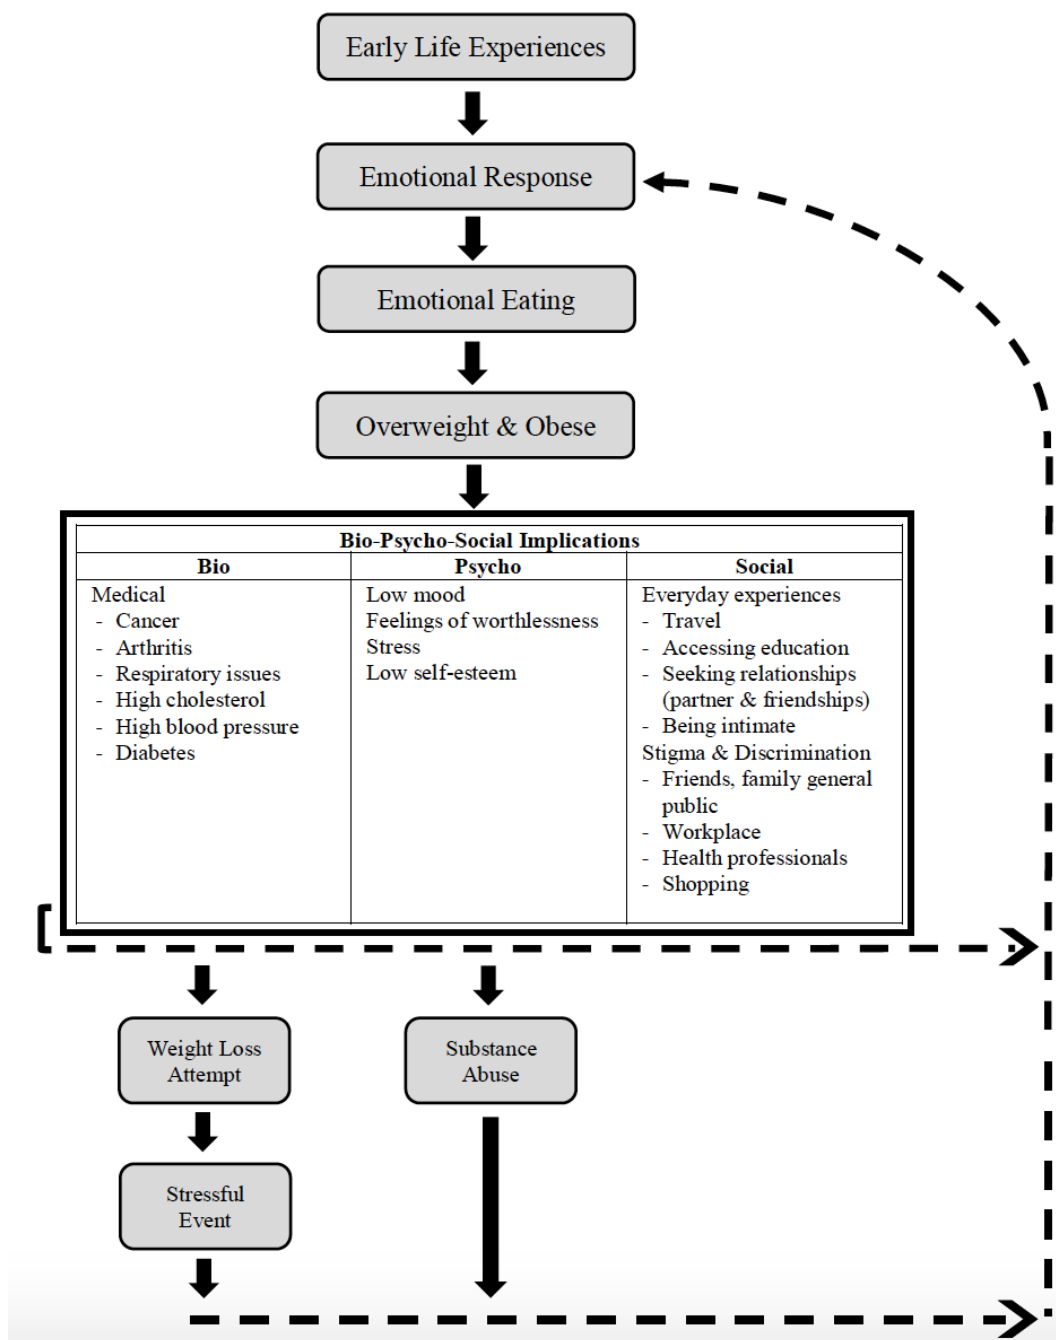 Early Life Experiences
Emotional Response
Emotional Eating
Overweight & Obese
Bio-Psycho-Social Implications
Bio
Psycho
Social
Medical
- Cancer
- Arthritis
- Respiratory issues
- High cholesterol
- High blood pressure
- Diabetes
Low mood
Feelings of worthlessness
Stress
Low self-esteem
Everyday experiences
- Travel
- Accessing education
- Seeking relationships
(partner & friendships)
- Being intimate
Stigma & Discrimination
- Friends, family general
public
- Workplace
- Health professionals
- Shopping
Weight Loss
Attempt
Substance
Abuse
Stressful
Event